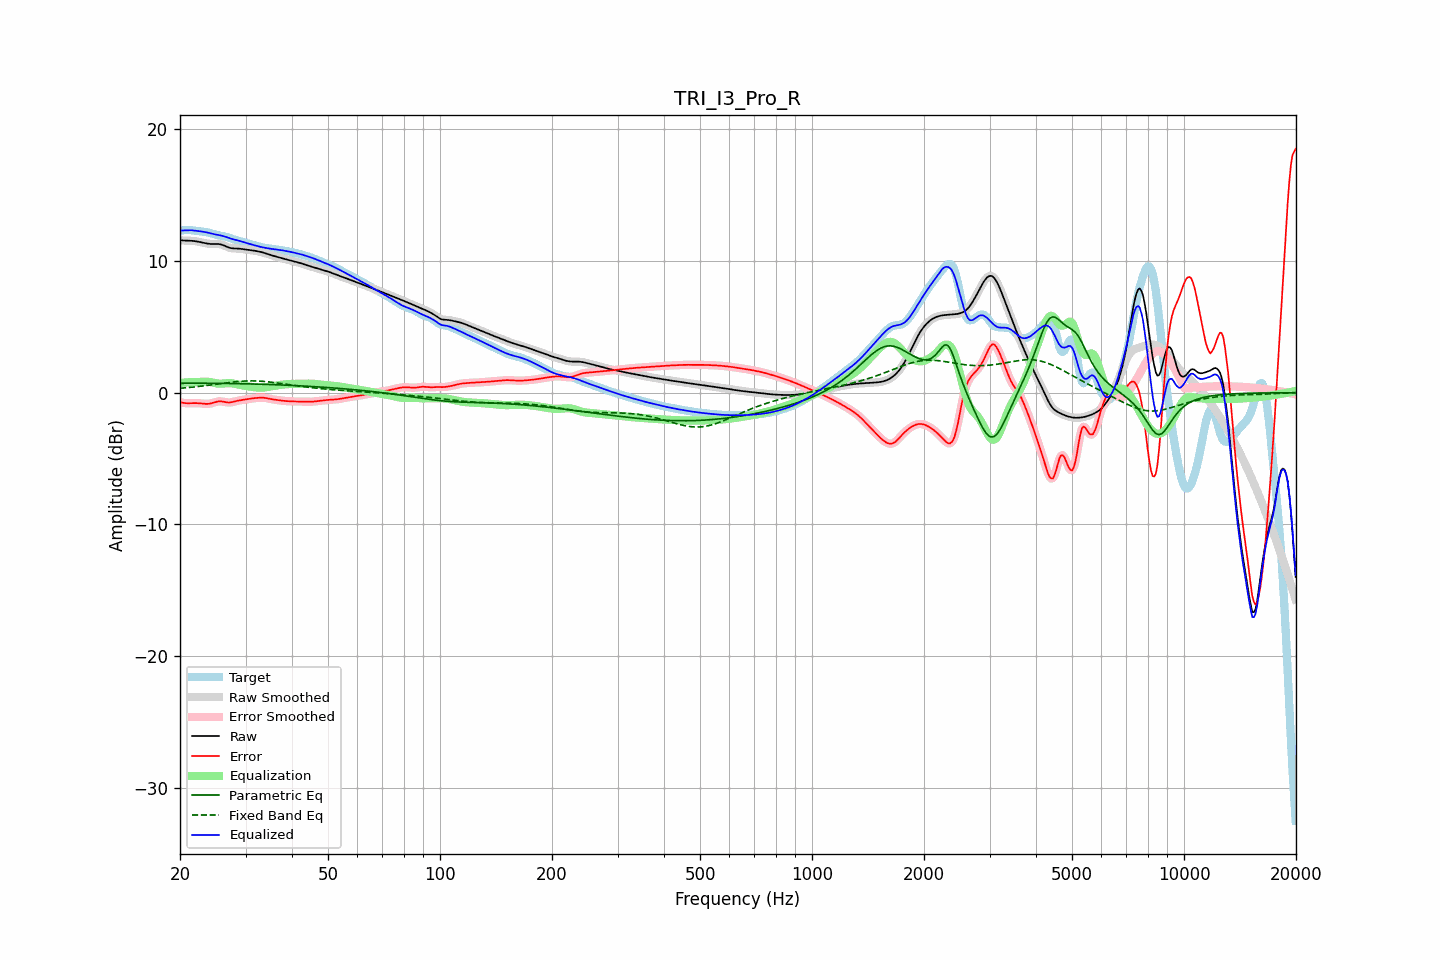 TRI_I3_Pro_R
20
10
0
−10
−20
−30
Amplitude (dBr)
Target
Raw Smoothed
Error Smoothed
Raw
Error
Equalization
Parametric Eq
Fixed Band Eq
Equalized
20 50 100 200 500 1000 2000 5000 10000 20000
Frequency (Hz)